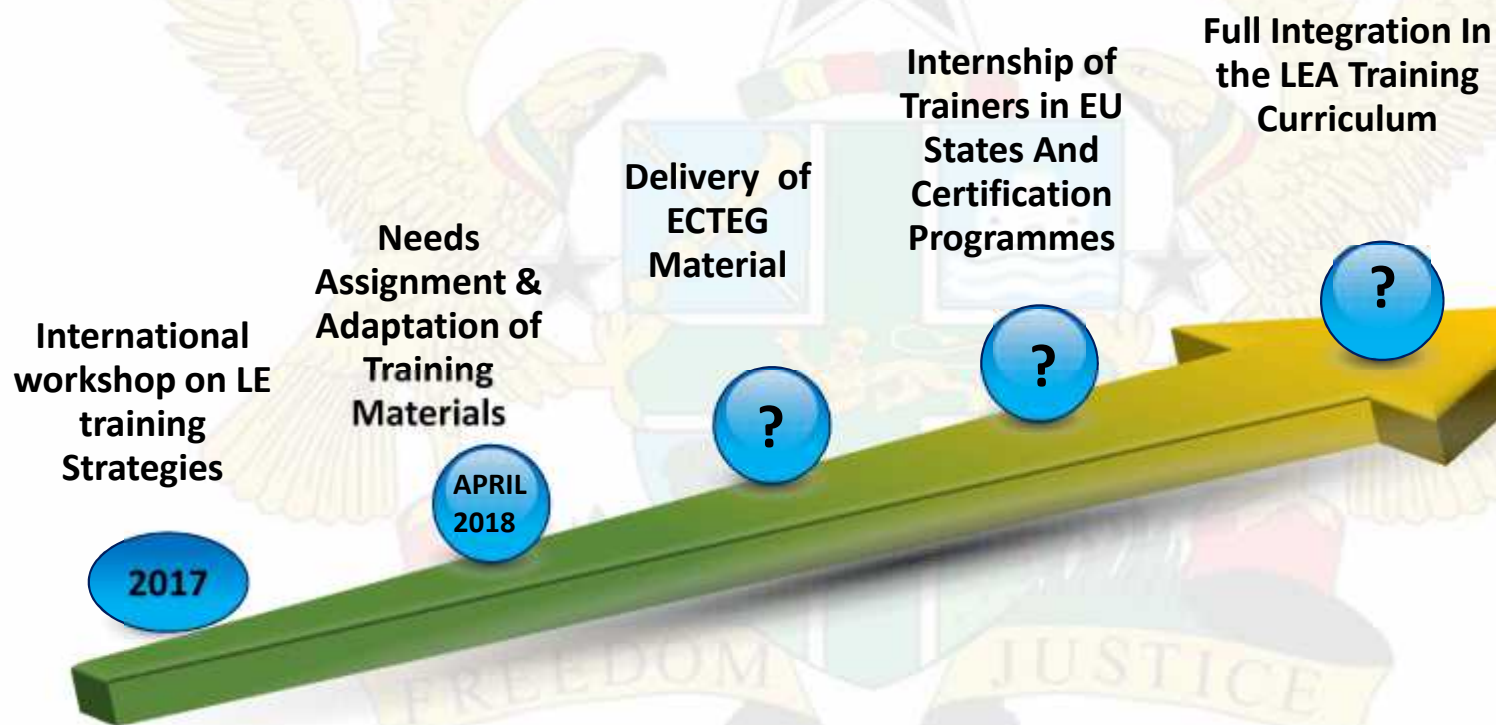 International
workshop on LE
training
Strategies
2017
Needs
Assignment &
Adaptation of
Training
Materials
APRIL
2018
Delivery of
ECTEG
Material
?
Internship of
Trainers in EU
States And
Certification
Programmes
?
Full Integration In
the LEA Training
Curriculum
?
FREEDOM
JUSTICE